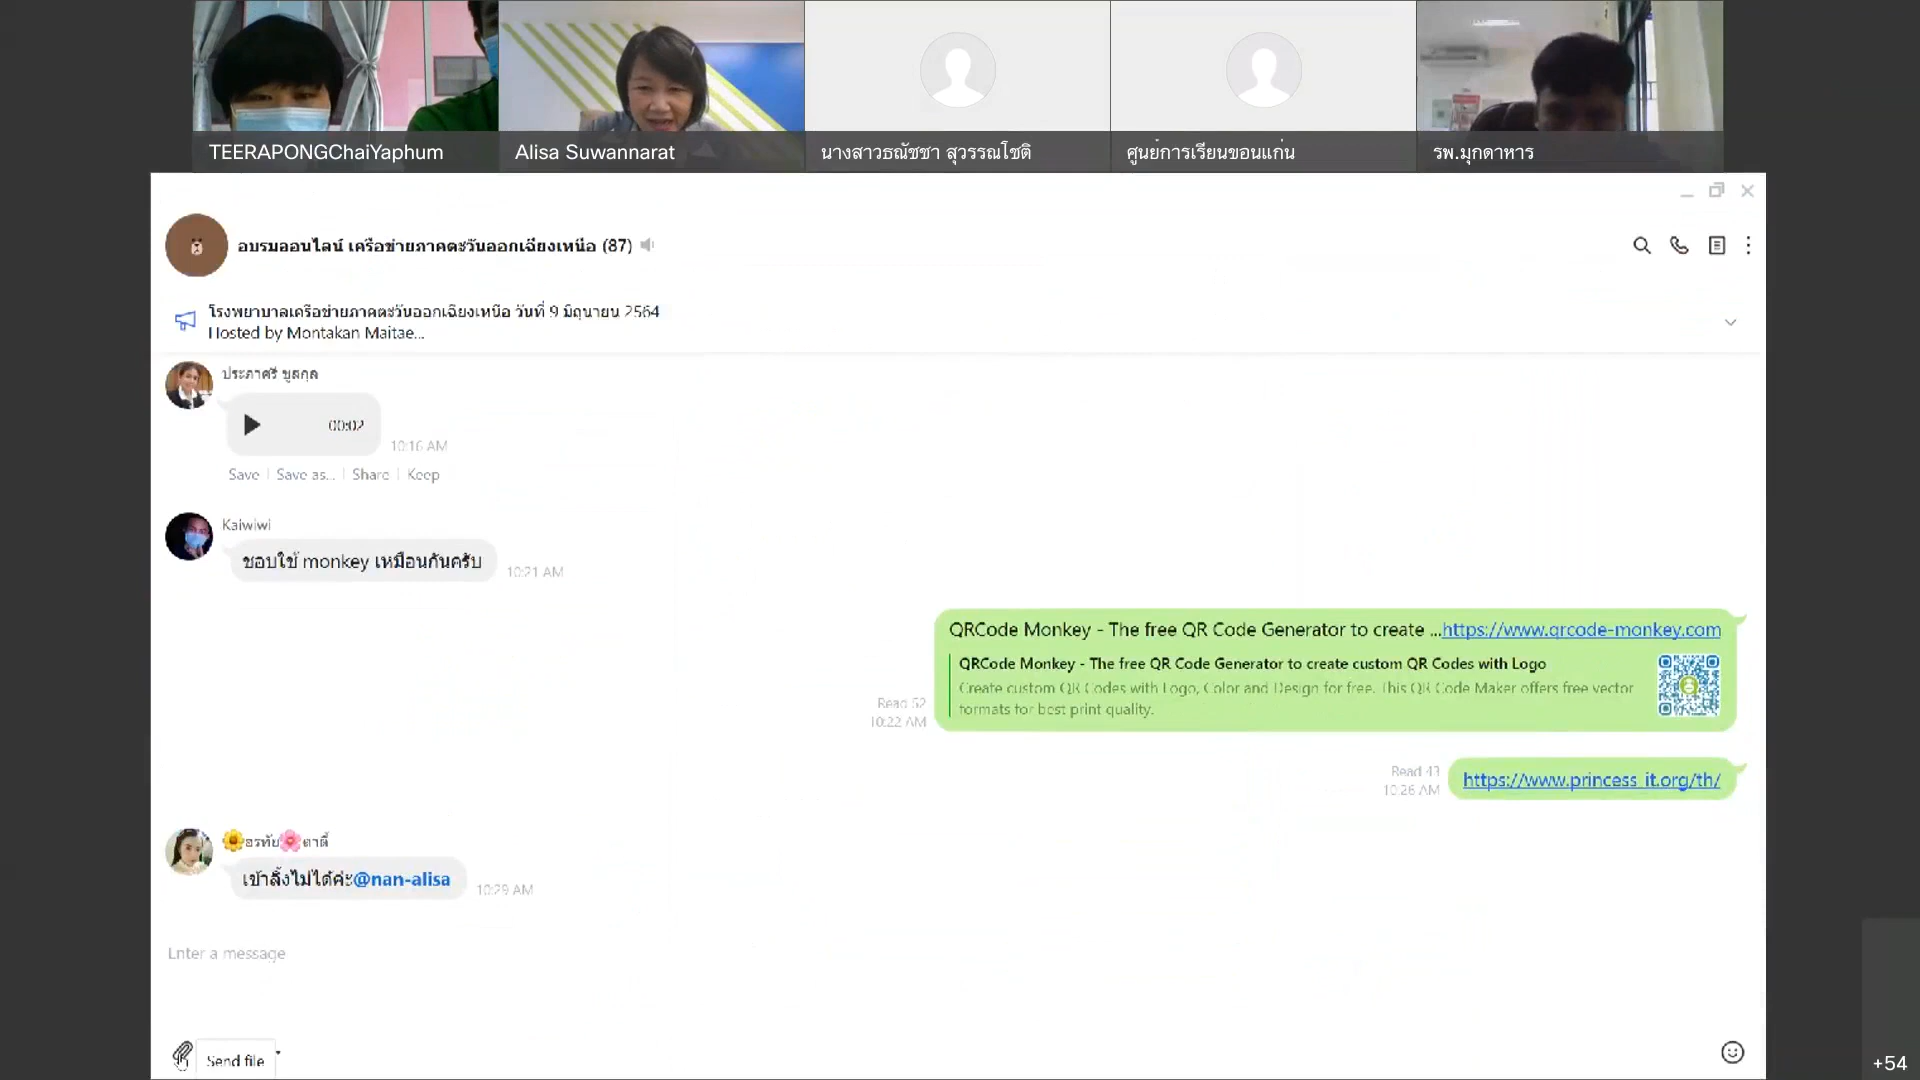 TEERAPONGChaiYaphum
Alisa Suwannarat
นางสาวธณัชชา สุวรรณโชติ
ศูนย์การเรียนขอนแก่น
รพ.มุกดาหาร
อบรมออนไลน์ เครือข่ายภาคตะวันออกเฉียงเหนือ (87)
โรงพยาบาลเครือข่ายภาคตะวันออกเฉียงเหนือ วันที่ 9 มิถุนายน 2564
Hosted by Montakan Maitae...
ประภาศรี ชูสกุล
00:02
10:16 AM
Save | Save as... | Share | Keep
Kaiwiwi
ชอบใช้ monkey เหมือนกันครับ
10:21 AM
QRCode Monkey - The free QR Code Generator to create ...https://www.qrcode-monkey.com
QRCode Monkey - The free QR Code Generator to create custom QR Codes with Logo
Create custom QR Codes with Logo, Color and Design for free. This QR Code Maker offers free vector
formats for best print quality.
Read 52
10:22 AM
Read 43
10:26 AM
https://www.princess-it.org/th/
🌻อรทัย🌸ตาตี้
เข้าลิ้งไม่ได้ค่ะ@nan-alisa
10:29 AM
Enter a message
Send file
+54